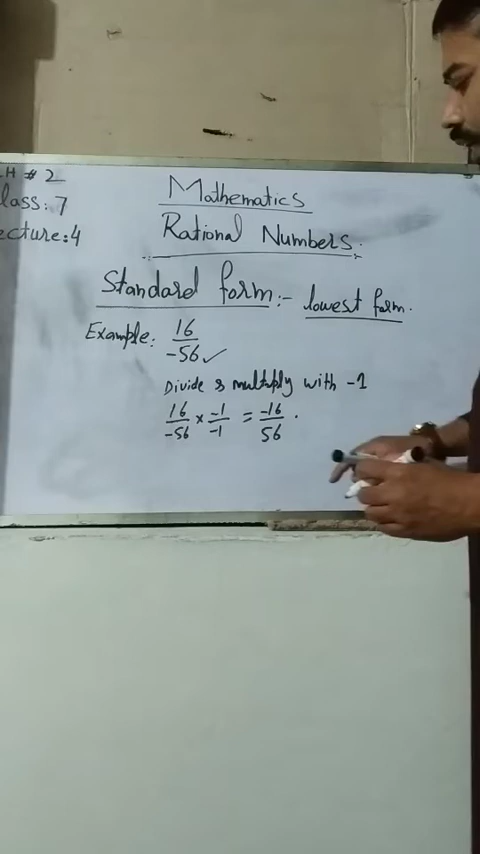 H # 2
lass: 7
ecture: 4
Mathematics
Rational Numbers.
Standard form:- lowest form.
Example: 16/-56 ✓
Divide & multiply with -1
16/-56 × -1/-1 = -16/56 .